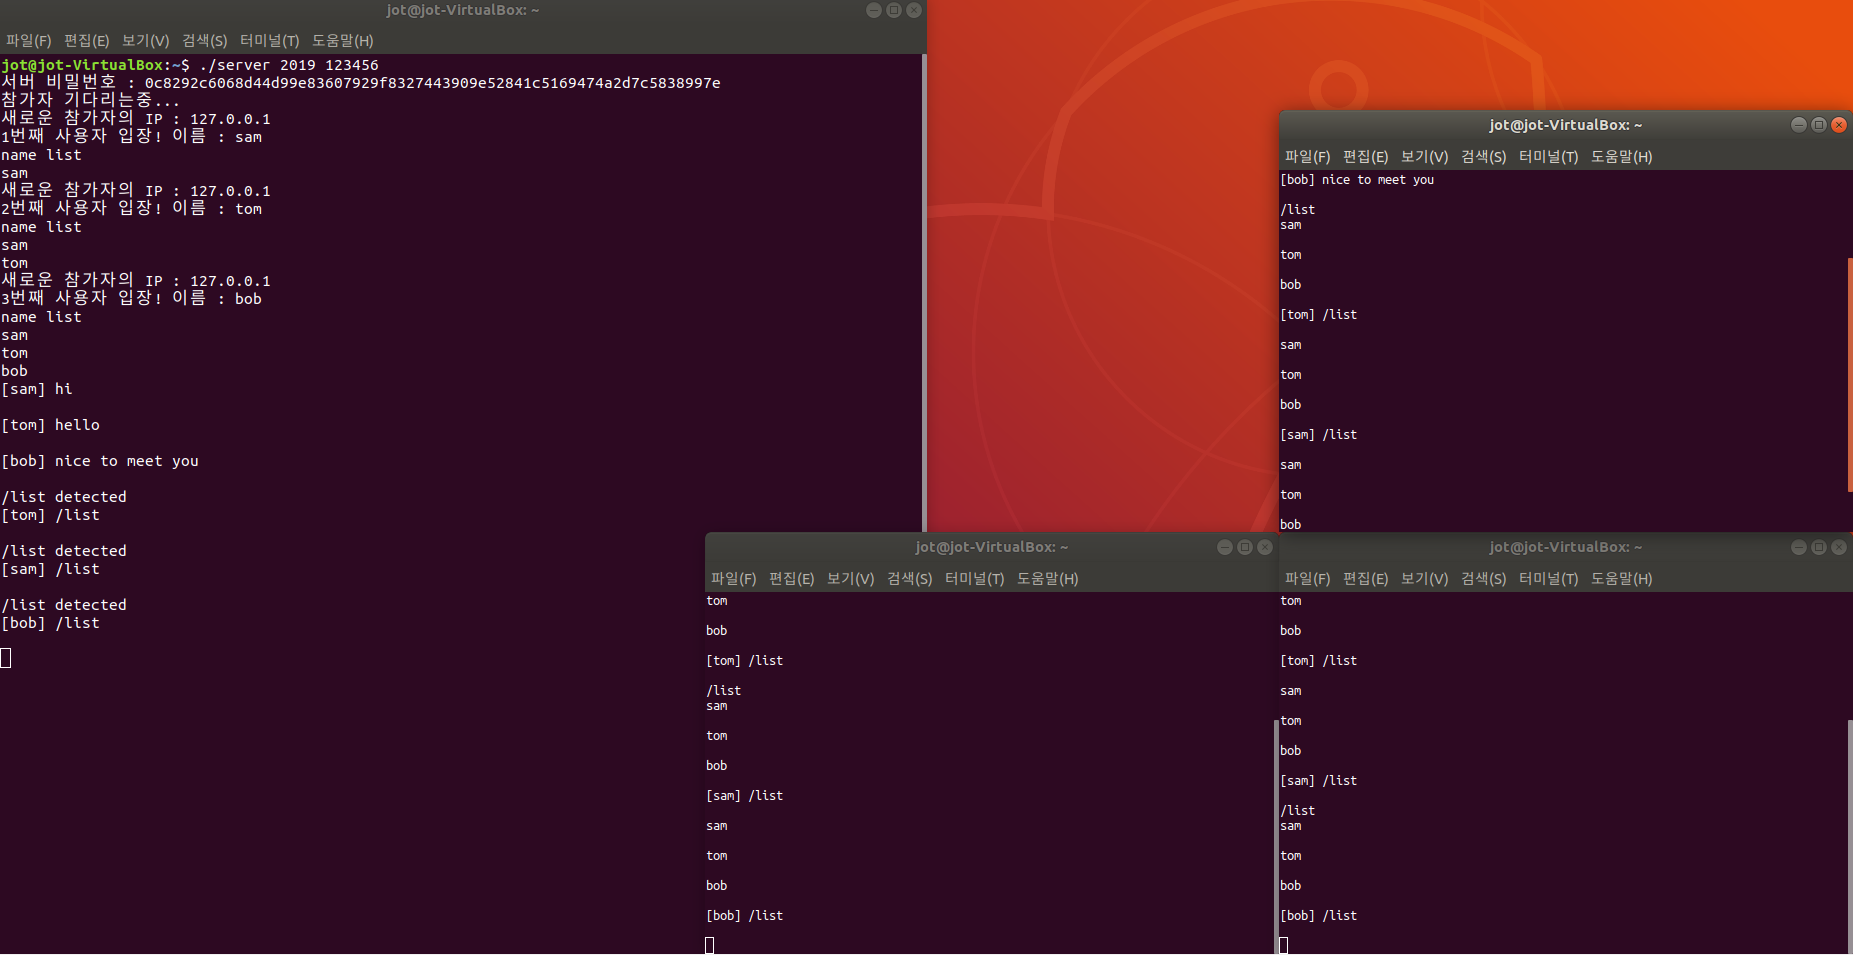 jot@jot-VirtualBox: ~
파일(F) 편집(E) 보기(V) 검색(S) 터미널(T) 도움말(H)
jot@jot-VirtualBox:~$ ./server 2019 123456
서버 비밀번호 : 0c8292c6068d44d99e83607929f8327443909e52841c5169474a2d7c5838997e
참가자 기다리는중...
새로운 참가자의 IP : 127.0.0.1
1번째 사용자 입장! 이름 : sam
name list
sam
새로운 참가자의 IP : 127.0.0.1
2번째 사용자 입장! 이름 : tom
name list
sam
tom
새로운 참가자의 IP : 127.0.0.1
3번째 사용자 입장! 이름 : bob
name list
sam
tom
bob
[sam] hi
[tom] hello
[bob] nice to meet you
/list detected
[tom] /list
/list detected
[sam] /list
/list detected
[bob] /list
jot@jot-VirtualBox: ~
파일(F) 편집(E) 보기(V) 검색(S) 터미널(T) 도움말(H)
[bob] nice to meet you
/list
sam
tom
bob
[tom] /list
sam
tom
bob
[sam] /list
sam
tom
bob
jot@jot-VirtualBox: ~
파일(F) 편집(E) 보기(V) 검색(S) 터미널(T) 도움말(H)
tom
bob
[tom] /list
/list
sam
tom
bob
[sam] /list
sam
tom
bob
[bob] /list
jot@jot-VirtualBox: ~
파일(F) 편집(E) 보기(V) 검색(S) 터미널(T) 도움말(H)
tom
bob
[tom] /list
sam
tom
bob
[sam] /list
/list
sam
tom
bob
[bob] /list